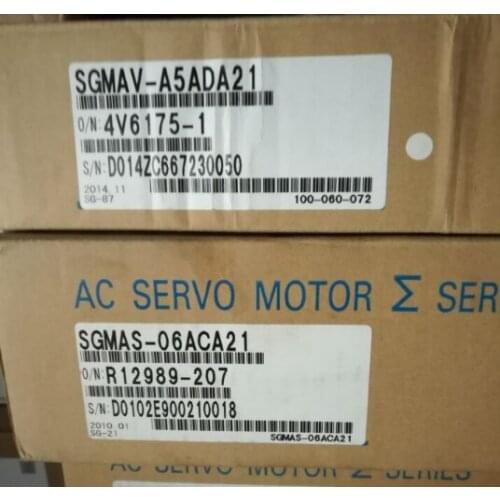 SGMAV-A5ADA21
O/N: 4V6175-1
S/N: D014ZC667230050
2014.11
SG-87 100-060-072
AC SERVO MOTOR Σ SER
SGMAS-06ACA21
O/N: R12989-207
S/N: D0102E900210018
2010.01
SG-21 SGMAS-06ACA21
AC SERVO MOTOR Σ SERIES